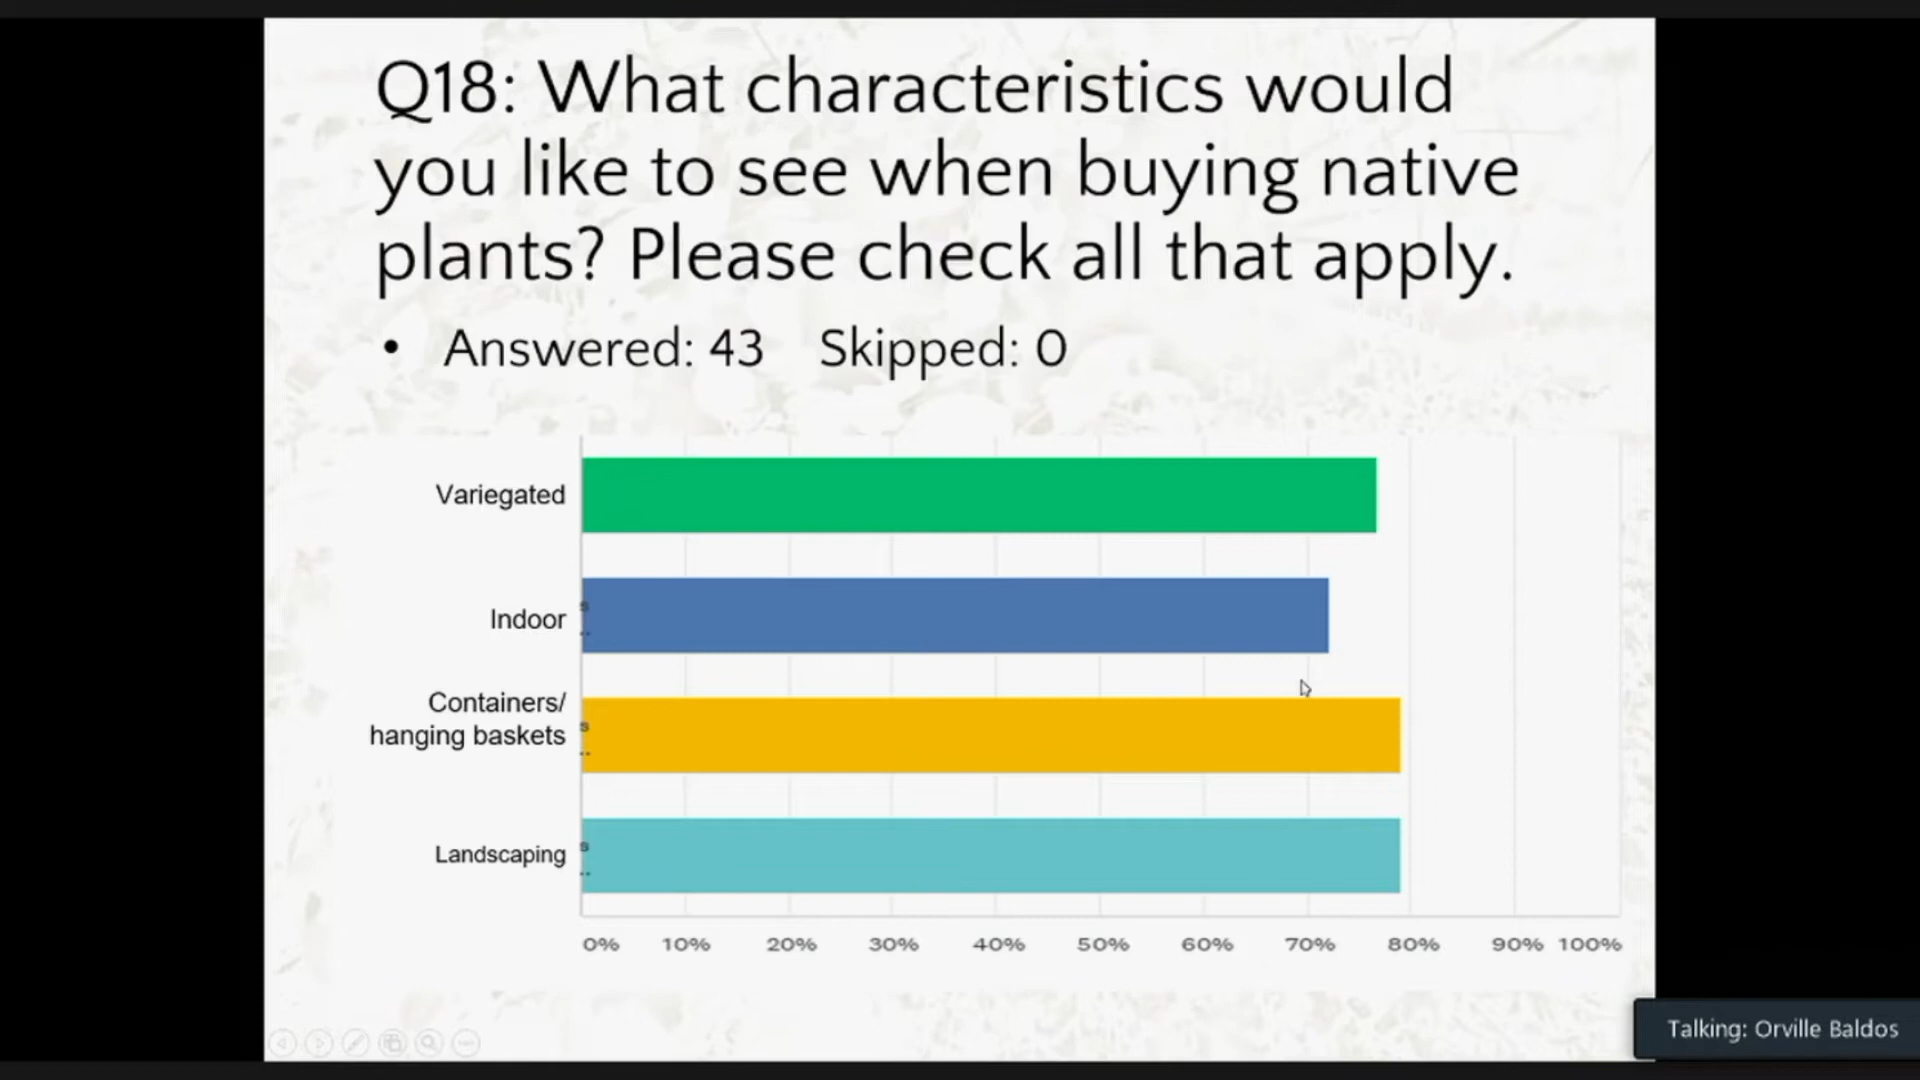 Q18: What characteristics would
you like to see when buying native
plants? Please check all that apply.
• Answered: 43 Skipped: 0
Variegated
Indoor
Containers/
hanging baskets
Landscaping
0% 10% 20% 30% 40% 50% 60% 70% 80% 90% 100%
Talking: Orville Baldos